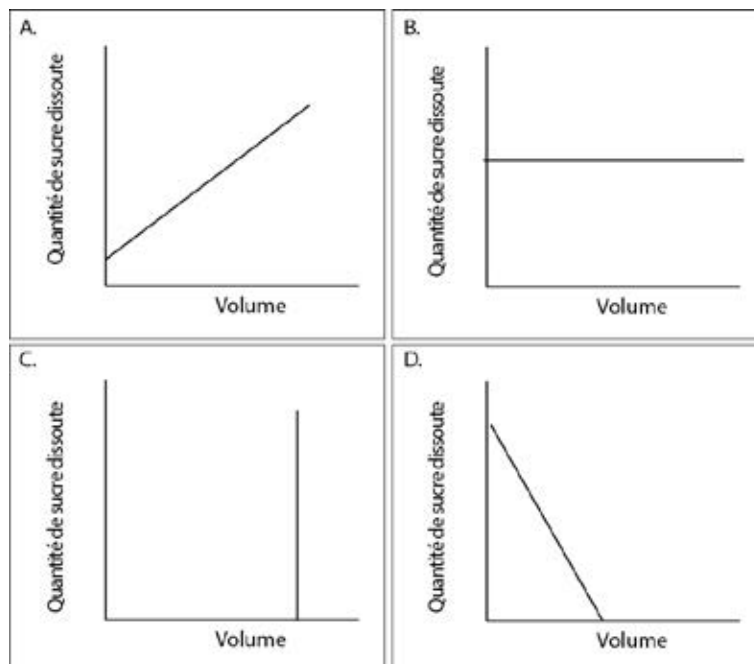 A.
Quantité de sucre dissoute
Volume
B.
Quantité de sucre dissoute
Volume
C.
Quantité de sucre dissoute
Volume
D.
Quantité de sucre dissoute
Volume